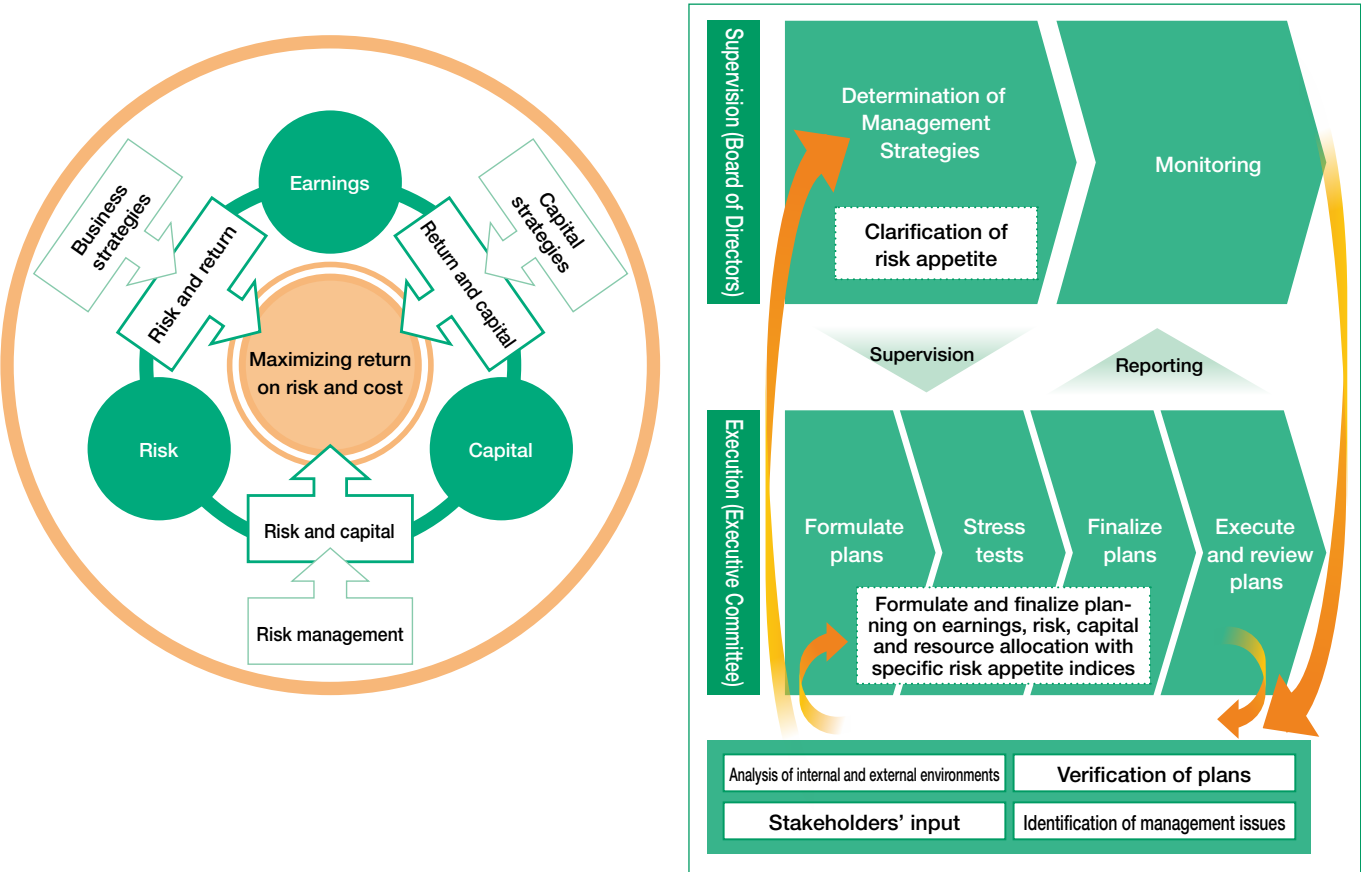 Earnings
Business
strategies
Risk and return
Capital
strategies
Return and capital
Maximizing return
on risk and cost
Risk
Capital
Risk and capital
Risk management
Supervision (Board of Directors)
Determination of
Management
Strategies
Clarification of
risk appetite
Monitoring
Supervision
Reporting
Execution (Executive Committee)
Formulate
plans
Stress
tests
Finalize
plans
Execute
and review
plans
Formulate and finalize plan-
ning on earnings, risk, capital
and resource allocation with
specific risk appetite indices
Analysis of internal and external environments
Verification of plans
Stakeholders' input
Identification of management issues